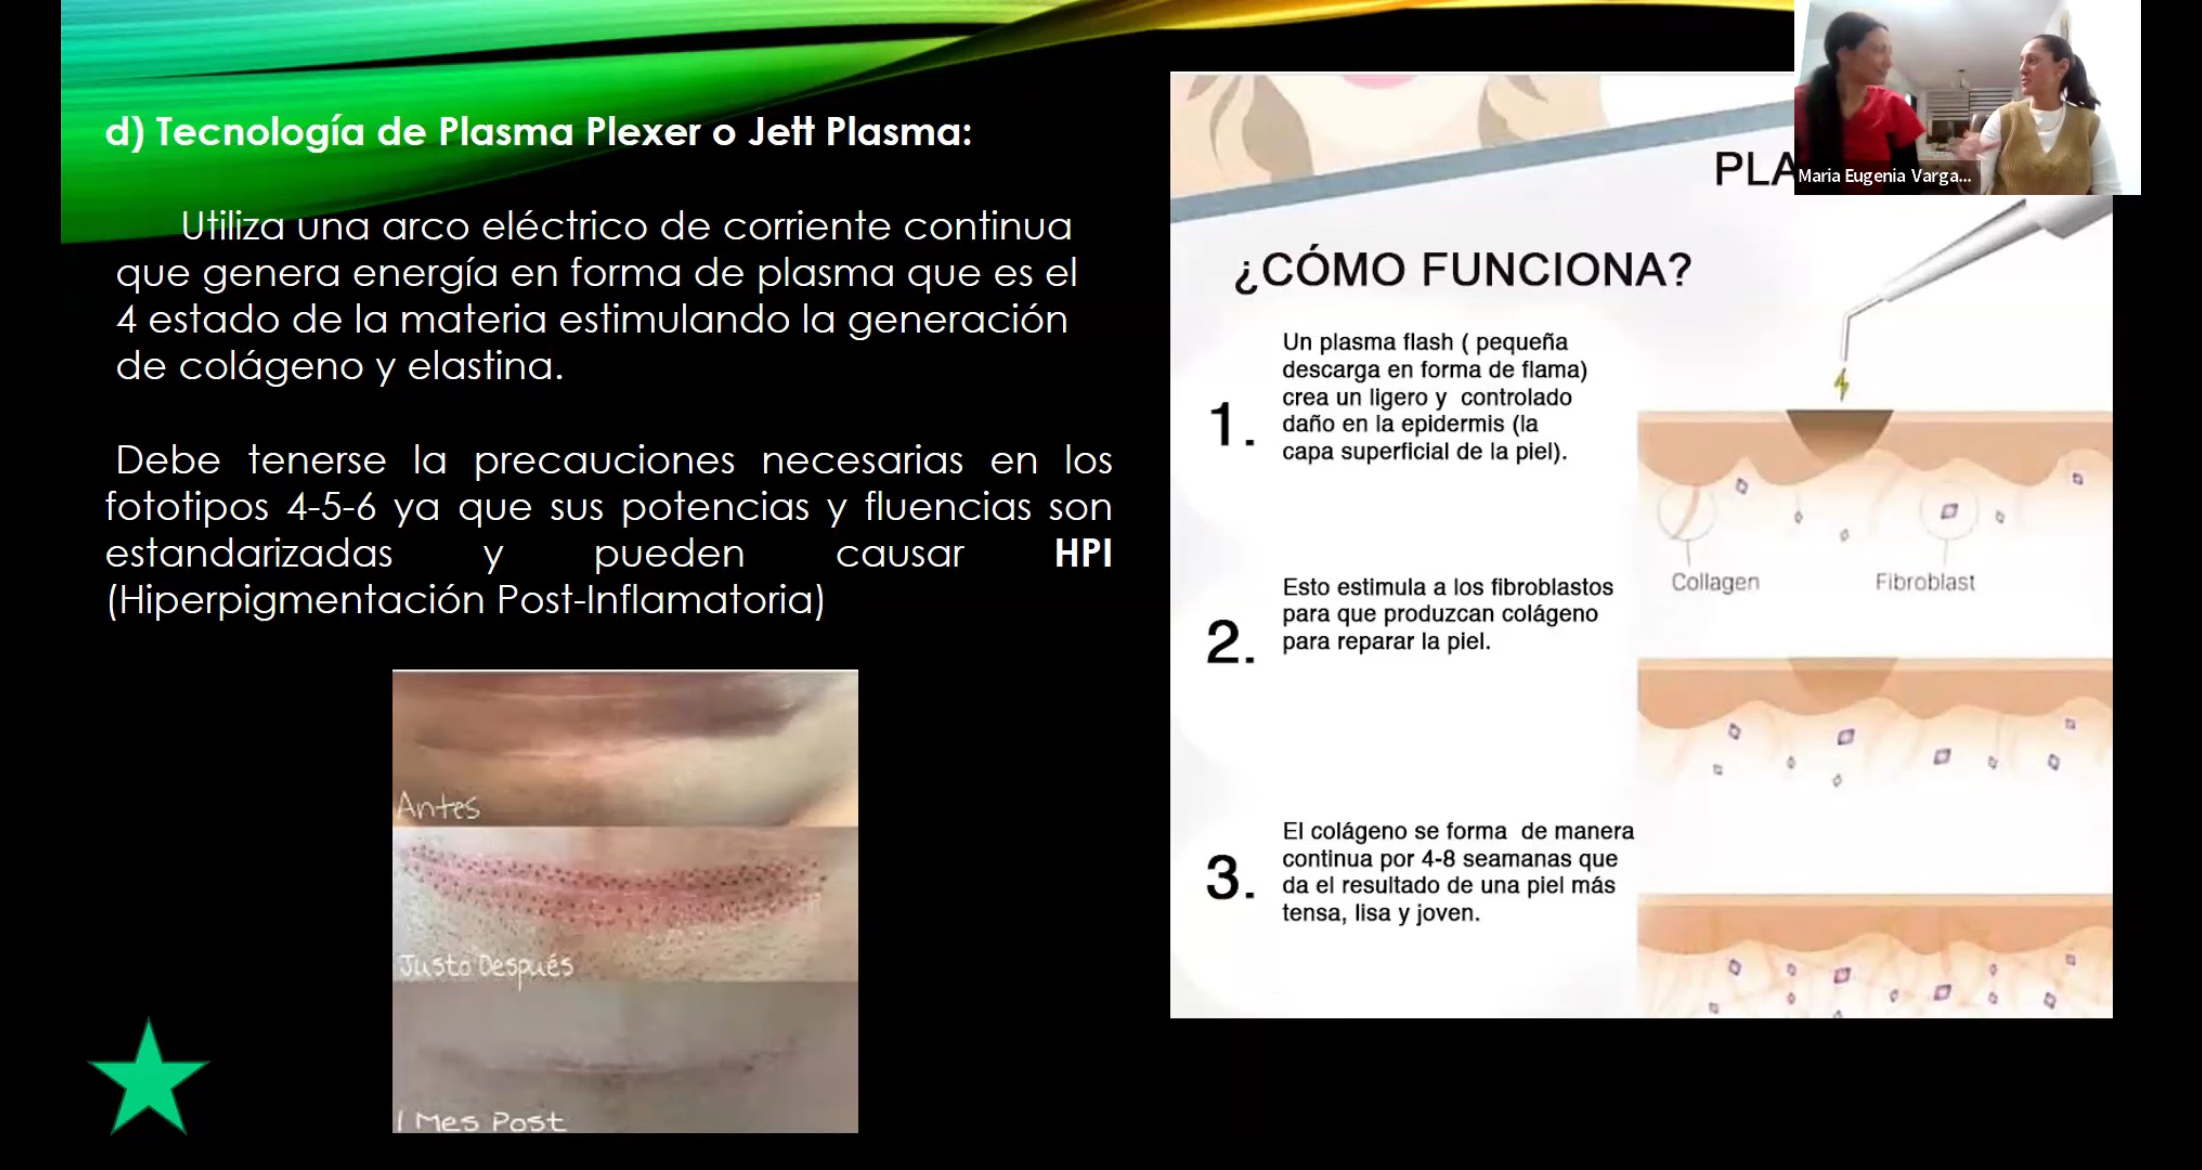 d) Tecnología de Plasma Plexer o Jett Plasma:
Utiliza una arco eléctrico de corriente continua
que genera energía en forma de plasma que es el
4 estado de la materia estimulando la generación
de colágeno y elastina.
Debe tenerse la precauciones necesarias en los
fototipos 4-5-6 ya que sus potencias y fluencias son
estandarizadas y pueden causar HPI
(Hiperpigmentación Post-Inflamatoria)
Antes
Justo Después
1 Mes Post
PLA
Maria Eugenia Varga...
¿CÓMO FUNCIONA?
1.
Un plasma flash ( pequeña
descarga en forma de flama)
crea un ligero y controlado
daño en la epidermis (la
capa superficial de la piel).
Collagen
Fibroblast
2.
Esto estimula a los fibroblastos
para que produzcan colágeno
para reparar la piel.
3.
El colágeno se forma de manera
continua por 4-8 seamanas que
da el resultado de una piel más
tensa, lisa y joven.